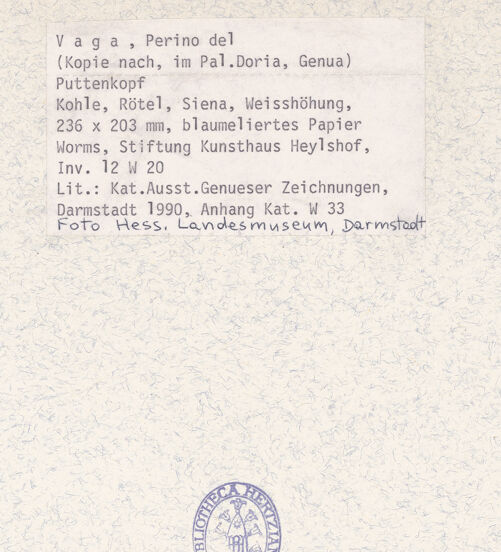 V a g a , Perino del
(Kopie nach, im Pal.Doria, Genua)
Puttenkopf
Kohle, Rötel, Siena, Weisshöhung,
236 x 203 mm, blaumeliertes Papier
Worms, Stiftung Kunsthaus Heylshof,
Inv. 12 W 20
Lit.: Kat.Ausst.Genueser Zeichnungen,
Darmstadt 1990, Anhang Kat. W 33
Foto Hess. Landesmuseum, Darmstadt
BLIOTHECA HERTZIAN